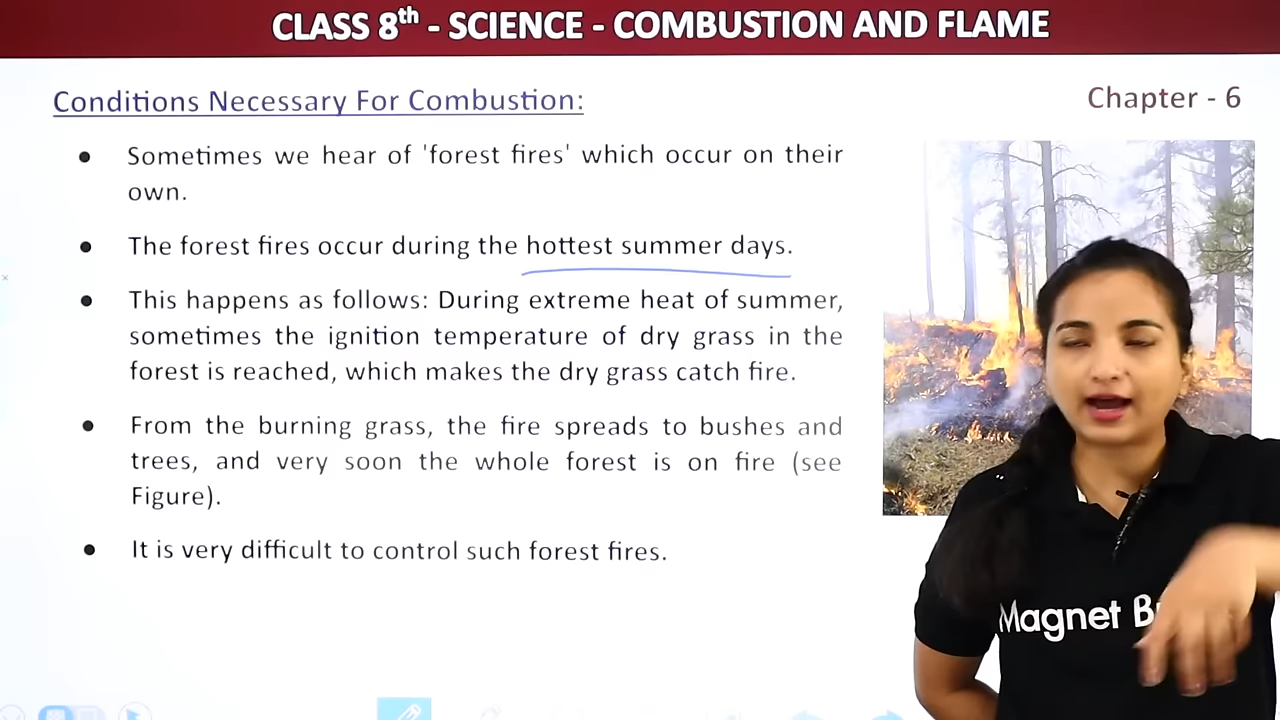 CLASS 8th - SCIENCE - COMBUSTION AND FLAME
Conditions Necessary For Combustion:
Chapter - 6
● Sometimes we hear of 'forest fires' which occur on their
own.
● The forest fires occur during the hottest summer days.
● This happens as follows: During extreme heat of summer,
sometimes the ignition temperature of dry grass in the
forest is reached, which makes the dry grass catch fire.
● From the burning grass, the fire spreads to bushes and
trees, and very soon the whole forest is on fire (see
Figure).
● It is very difficult to control such forest fires.
Magnet B